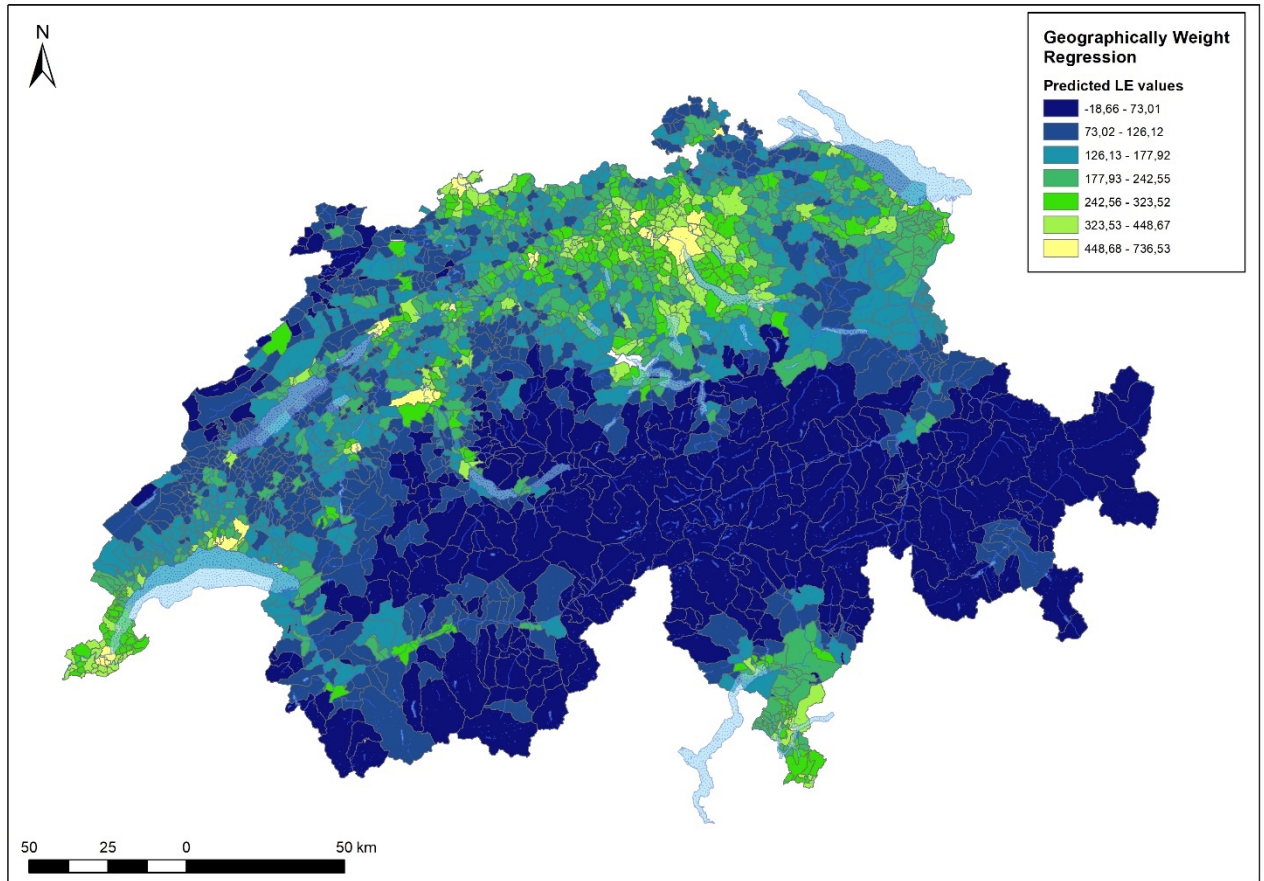 N
Geographically Weight
Regression
Predicted LE values
-18,66 - 73,01
73,02 - 126,12
126,13 - 177,92
177,93 - 242,55
242,56 - 323,52
323,53 - 448,67
448,68 - 736,53
50 25 0 50 km